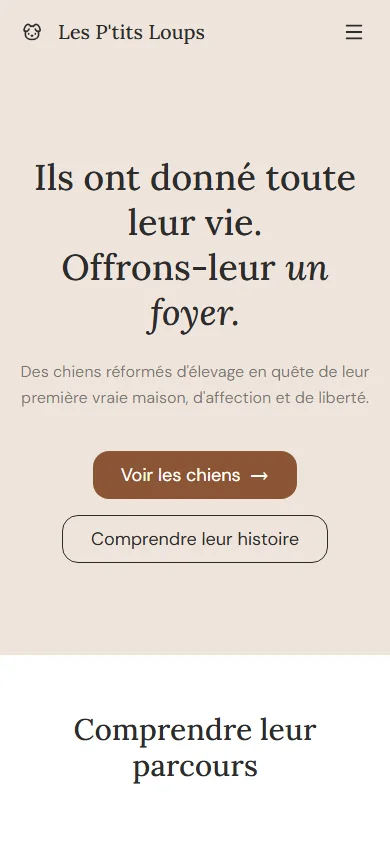 Les P'tits Loups
Ils ont donné toute
leur vie.
Offrons-leur un
foyer.
Des chiens réformés d'élevage en quête de leur
première vraie maison, d'affection et de liberté.
Voir les chiens →
Comprendre leur histoire
Comprendre leur
parcours